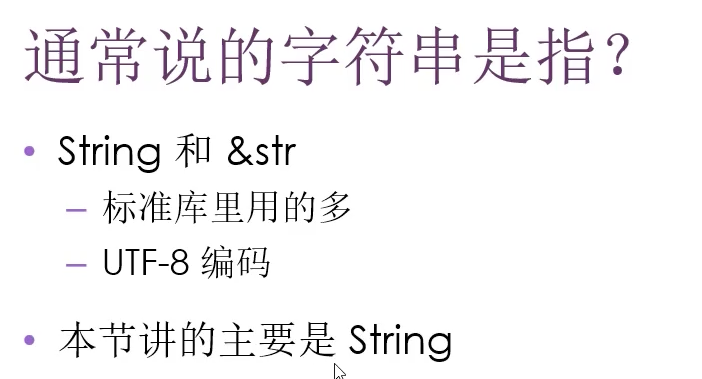 通常说的字符串是指？
• String 和 &str
– 标准库里用的多
– UTF-8 编码
• 本节讲的主要是 String